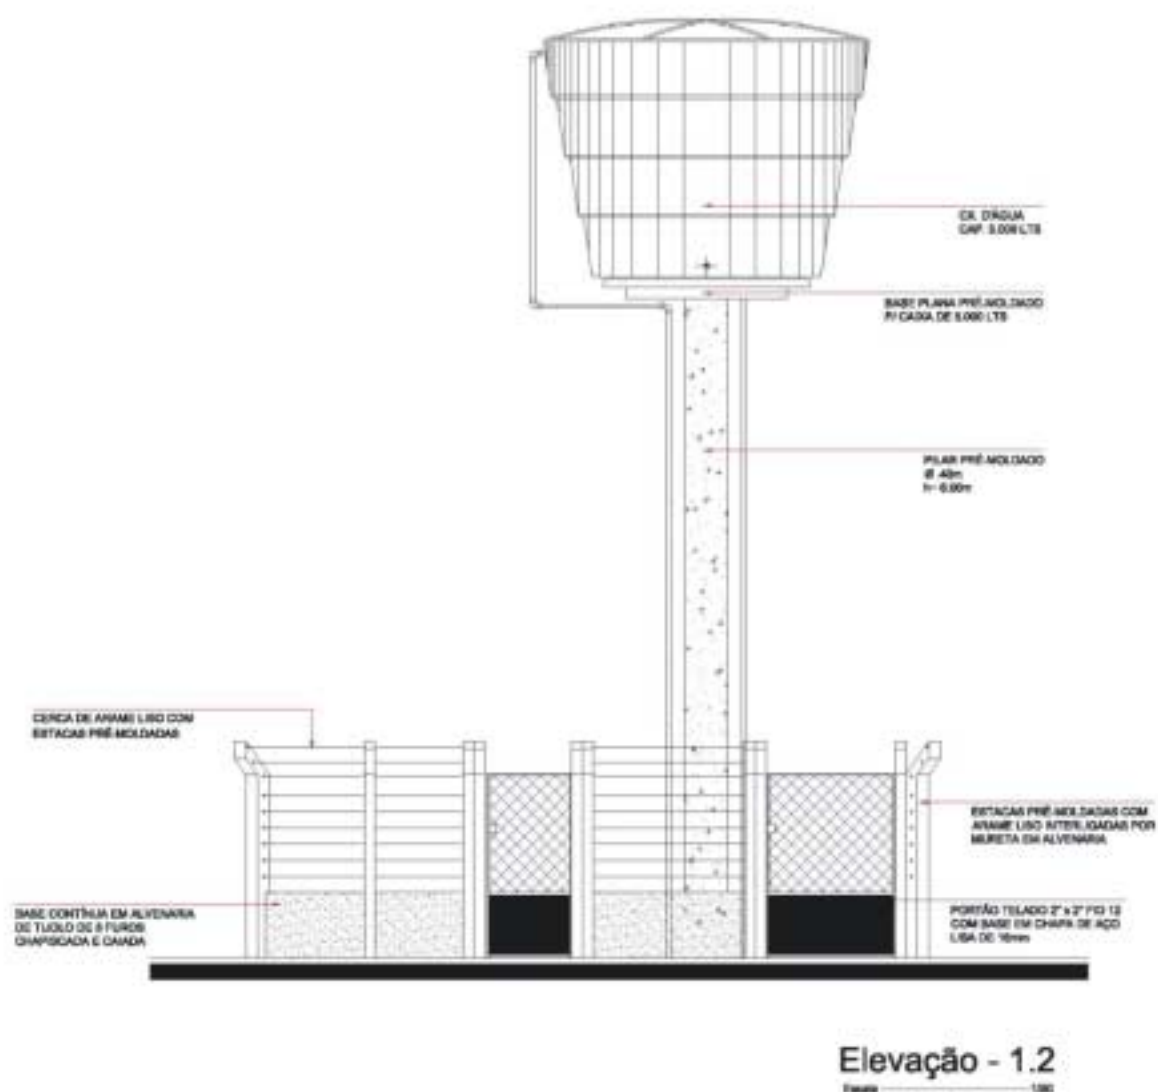 CX. D'ÁGUA
CAP. 5.000 LTS
BASE PLANA PRÉ-MOLDADO
P/ CAIXA DE 5.000 LTS
PILAR PRÉ-MOLDADO
Ø .40m
h= 6.00m
CERCA DE ARAME LISO COM
ESTACAS PRÉ-MOLDADAS
ESTACAS PRÉ-MOLDADAS COM
ARAME LISO INTERLIGADAS POR
MURETA EM ALVENARIA
BASE CONTÍNUA EM ALVENARIA
DE TIJOLO DE 8 FUROS
CHAPISCADA E CAIADA
PORTÃO TELADO 2" x 2" FIO 12
COM BASE EM CHAPA DE AÇO
LISA DE 16mm
Elevação - 1.2
Escala